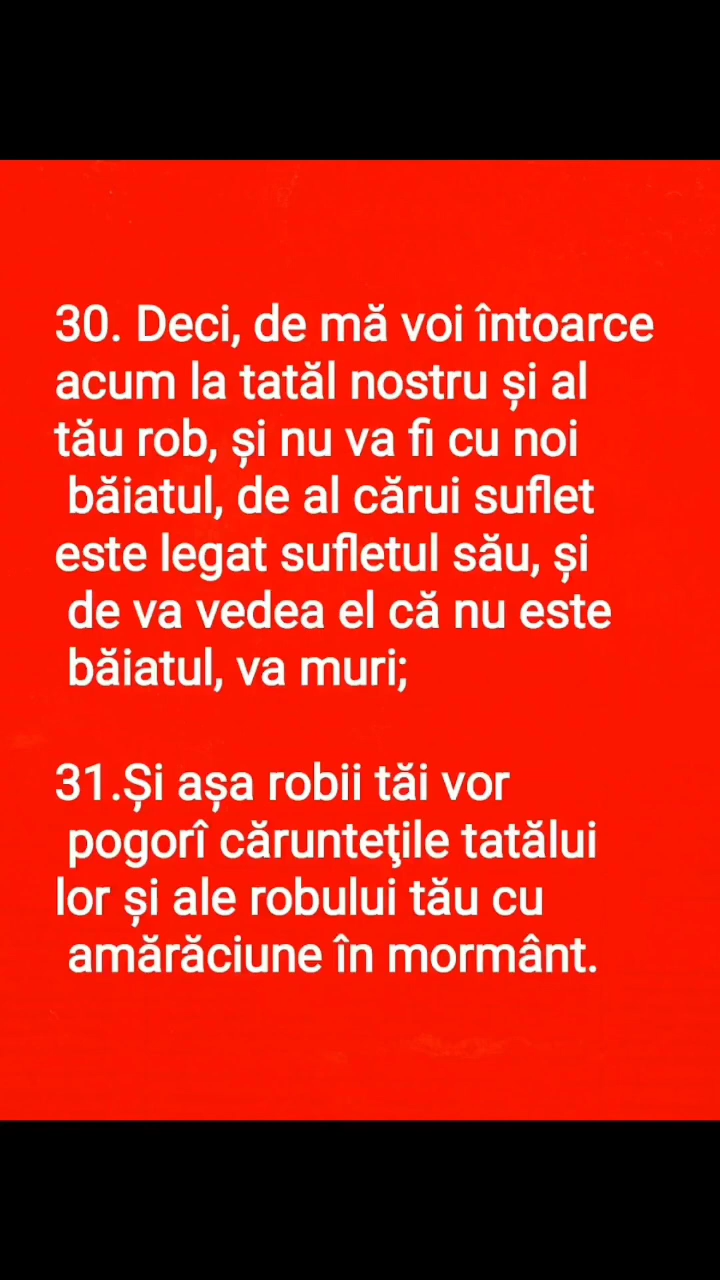 30. Deci, de mă voi întoarce
acum la tatăl nostru și al
tău rob, și nu va fi cu noi
băiatul, de al cărui suflet
este legat sufletul său, și
de va vedea el că nu este
băiatul, va muri;
31.Și așa robii tăi vor
pogorî căruntețile tatălui
lor și ale robului tău cu
amărăciune în mormânt.